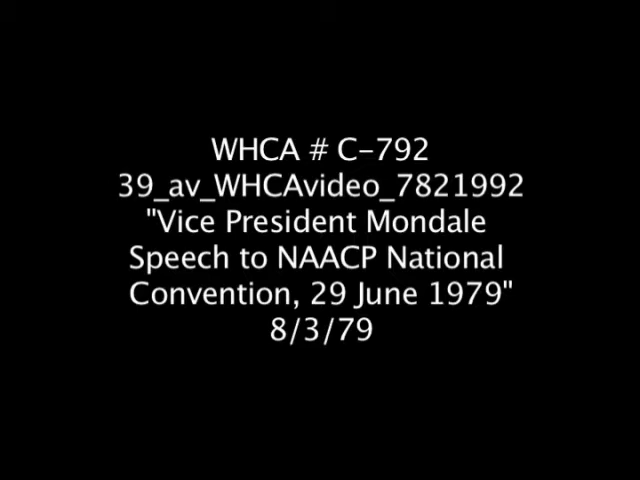 WHCA # C-792
39_av_WHCAvideo_7821992
"Vice President Mondale
Speech to NAACP National
Convention, 29 June 1979"
8/3/79